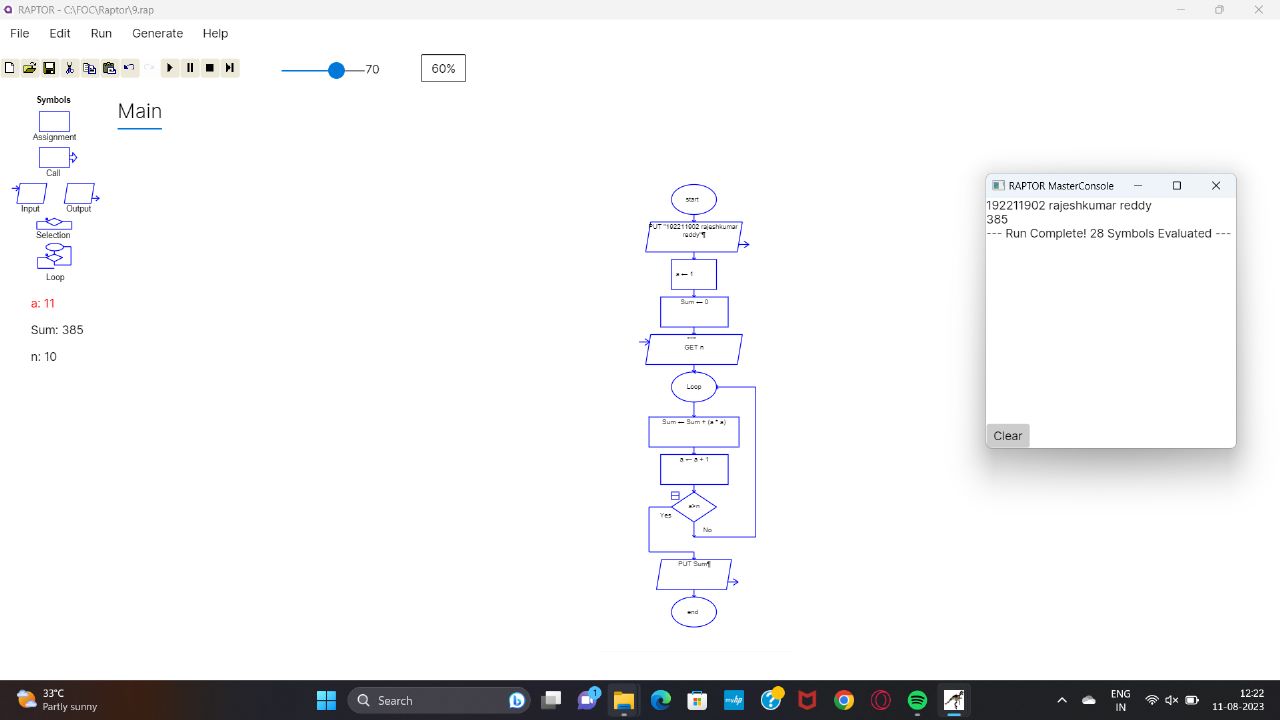 RAPTOR - C:\FOC\Raptor\9.rap
File Edit Run Generate Help
70
60%
Symbols
Assignment
Call
Input Output
Selection
Loop
a: 11
Sum: 385
n: 10
Main
start
PUT "192211902 rajeshkumar
reddy"¶
a ← 1
Sum ← 0
GET n
Loop
Sum ← Sum + (a * a)
a ← a + 1
a>n
Yes
No
PUT Sum¶
end
RAPTOR MasterConsole
192211902 rajeshkumar reddy
385
--- Run Complete! 28 Symbols Evaluated ---
Clear
33°C
Partly sunny
Search
1
myhp
ENG
IN
12:22
11-08-2023